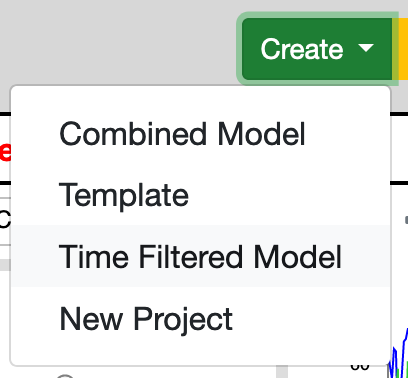 Create
Combined Model
Template
Time Filtered Model
New Project